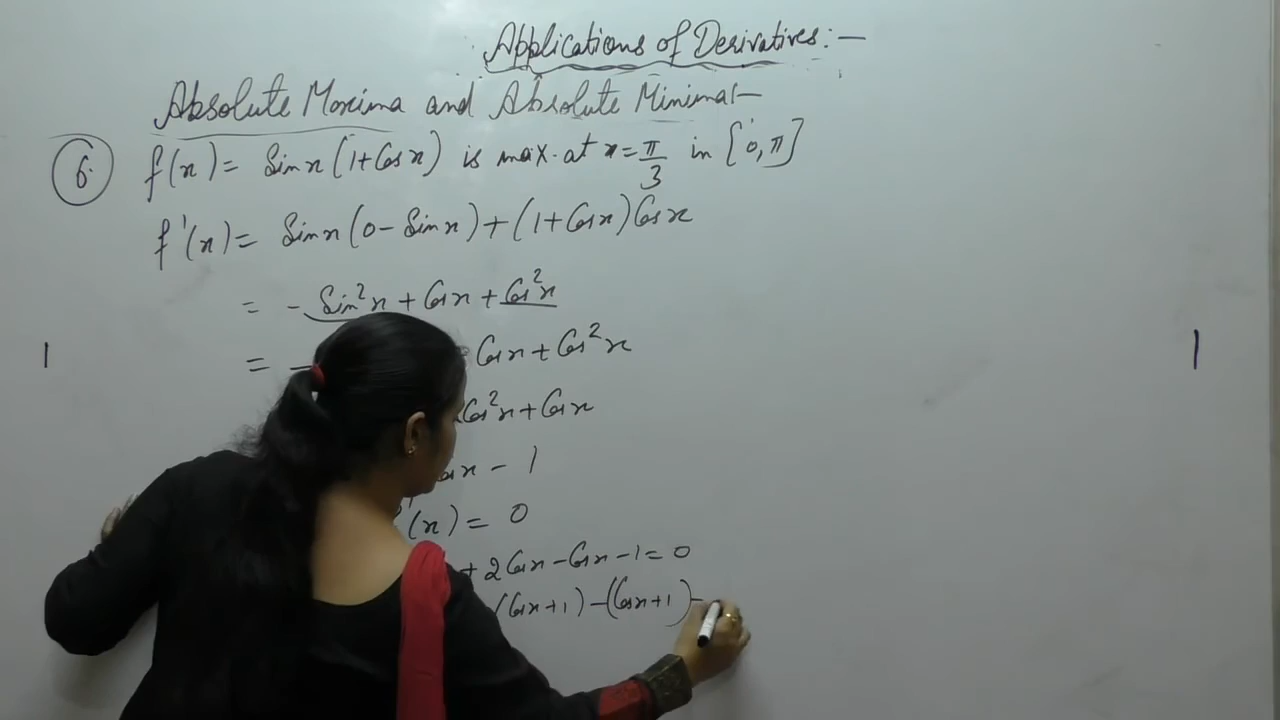 Applications of Derivatives:-
Absolute Maxima and Absolute Minima:-
6. f(x) = Sinx(1+Cosx) is max. at x = π/3 in [0,π]
f'(x) = Sinx(0-Sinx)+(1+Cosx)Cosx
= -Sin²x+Cosx+Cos²x
= - Cosx+Cos²x
Cos²x+Cosx
Cosx - 1
'(x) = 0
+2Cosx-Cosx-1=0
(Cosx+1)-(Cosx+1)